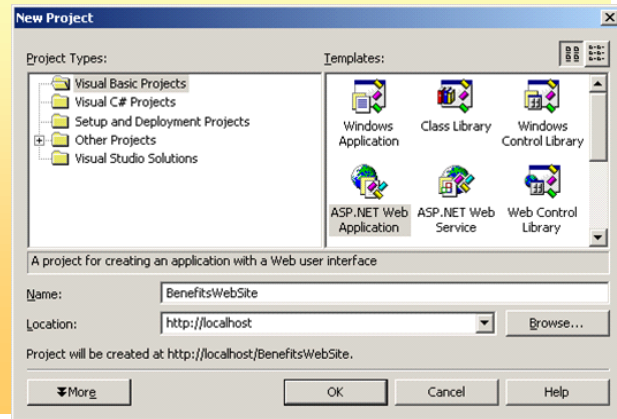 New Project
Project Types:
Templates:
Visual Basic Projects
Visual C# Projects
Setup and Deployment Projects
Other Projects
Visual Studio Solutions
Windows
Application
Class Library
Windows
Control Library
ASP.NET Web
Application
ASP.NET Web
Service
Web Control
Library
A project for creating an application with a Web user interface
Name:
BenefitsWebSite
Location:
http://localhost
Browse...
Project will be created at http://localhost/BenefitsWebSite.
More
OK
Cancel
Help